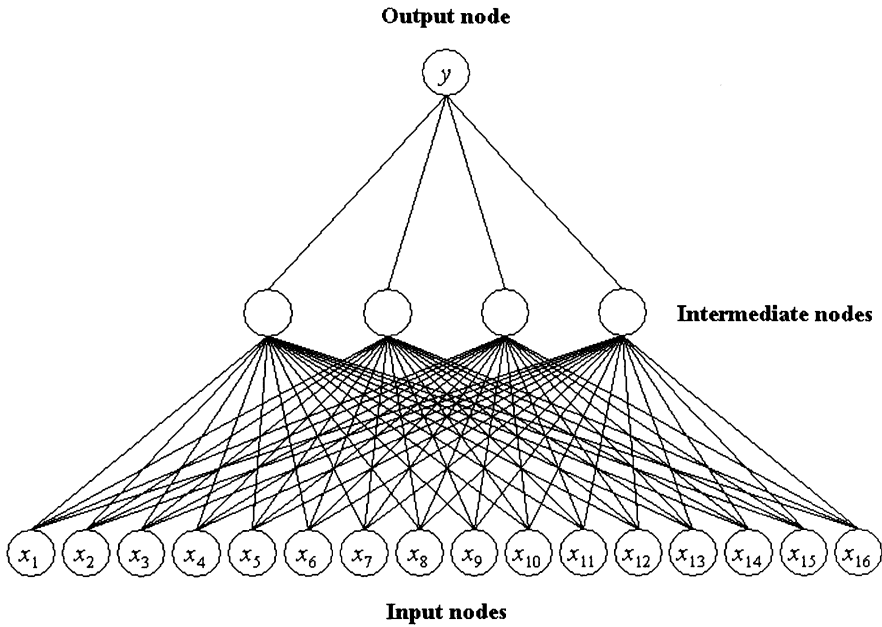 Output node
y
Intermediate nodes
x1 x2 x3 x4 x5 x6 x7 x8 x9 x10 x11 x12 x13 x14 x15 x16
Input nodes